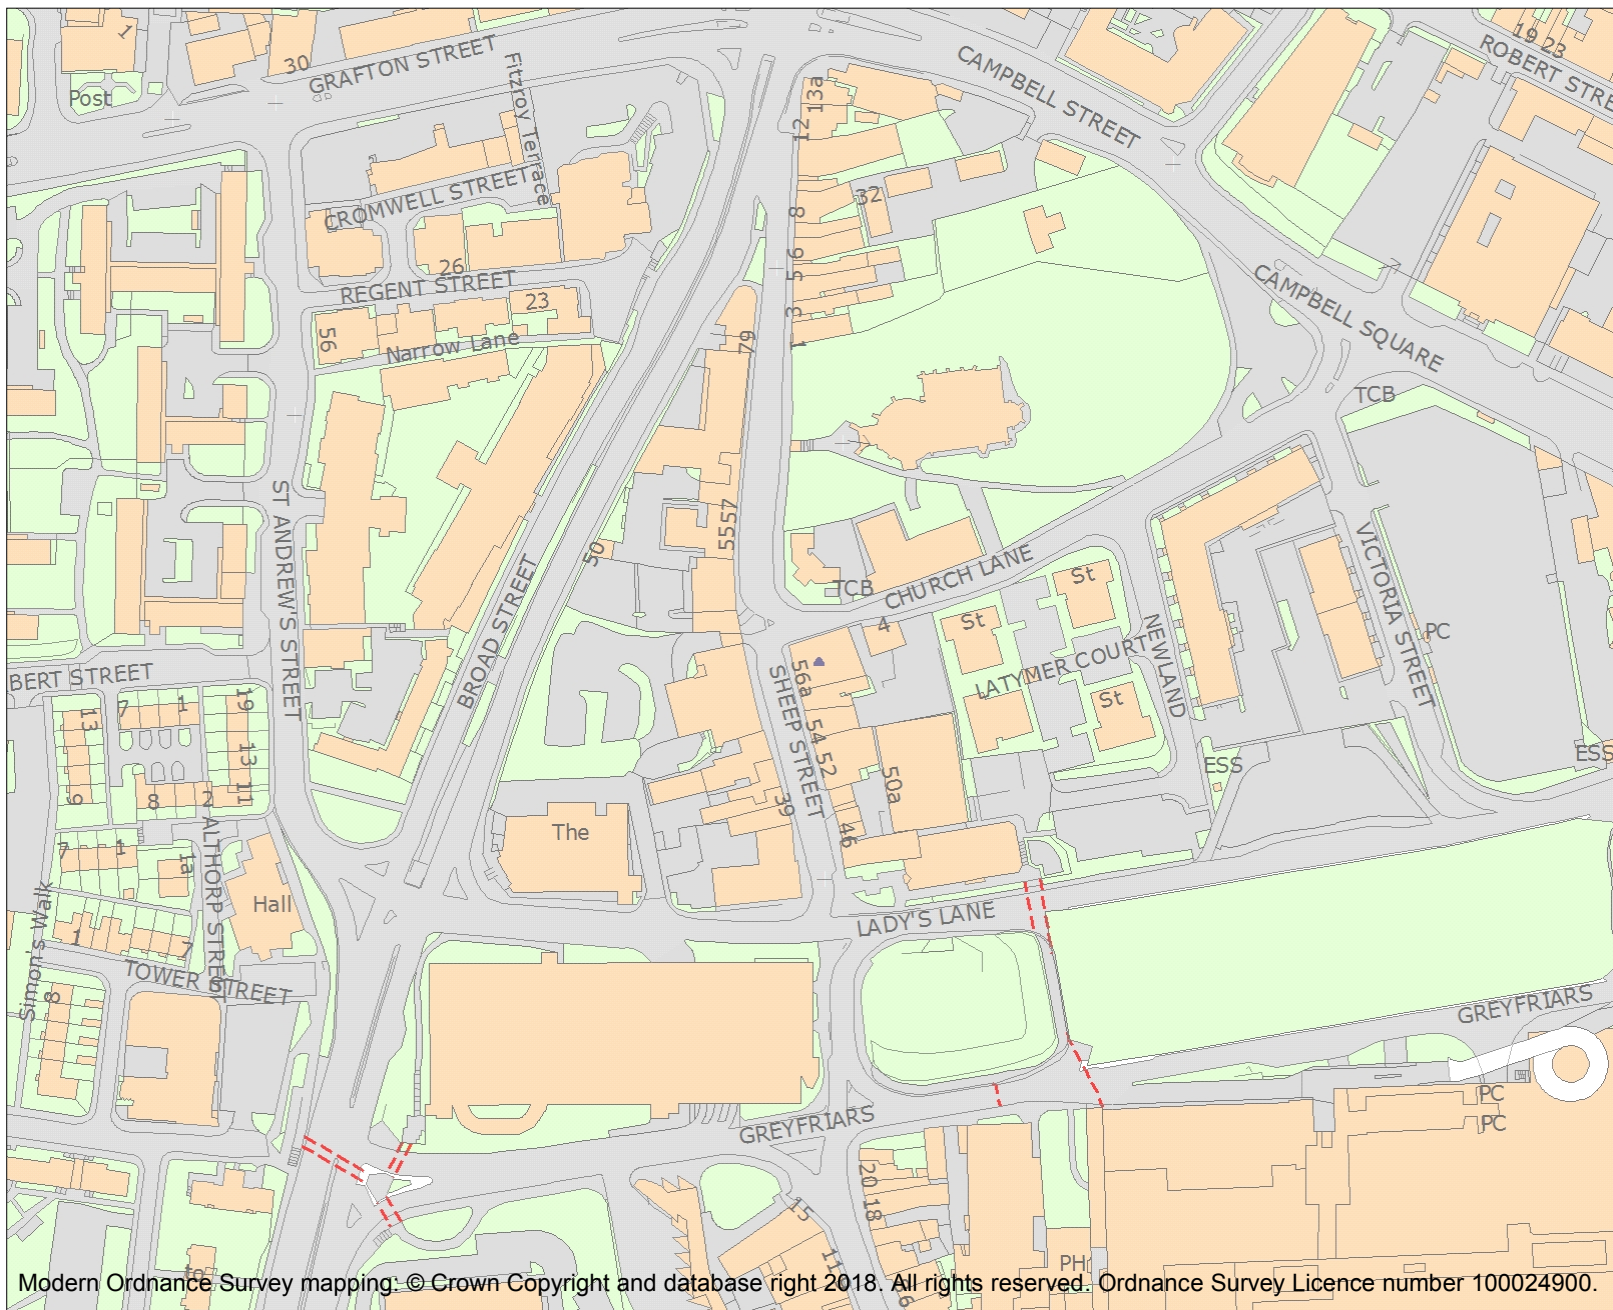 1
30
GRAFTON STREET
Post
Fitzroy Terrace
CROMWELL STREET
26
REGENT STREET
23
56
Narrow Lane
13a
12
32
8
6
5
3
1
79
CAMPBELL STREET
19 23
ROBERT STRE
CAMPBELL SQUARE
TCB
ST ANDREW'S STREET
BROAD STREET
50
5557
TCB
CHURCH LANE
4
St
St
LATYMER COURT
St
NEWLAND
VICTORIA STREET
PC
ESS
ESS
BERT STREET
13
7
1
19
13
11
9
8
2
7
1
1a
ALTHORP STREET
Hall
Simon's Walk
1
7
TOWER STREET
8
SHEEP STREET
56a
54
52
50a
46
39
The
LADY'S LANE
GREYFRIARS
GREYFRIARS
PC
PC
20 18
15
11
PH
Modern Ordnance Survey mapping: © Crown Copyright and database right 2018. All rights reserved. Ordnance Survey Licence number 100024900.